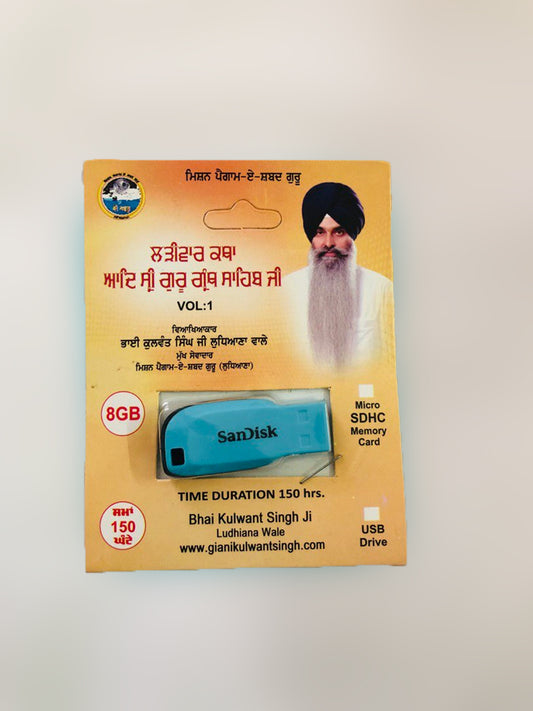 ਮਿਸ਼ਨ ਪੈਗਾਮ-ਏ-ਸ਼ਬਦ ਗੁਰੂ
ਲੜੀਵਾਰ ਕਥਾ
ਆਦਿ ਸ੍ਰੀ ਗੁਰੂ ਗ੍ਰੰਥ ਸਾਹਿਬ ਜੀ
VOL:1
ਵਿਆਖਿਆਕਾਰ
ਭਾਈ ਕੁਲਵੰਤ ਸਿੰਘ ਜੀ ਲੁਧਿਆਣਾ ਵਾਲੇ
ਮੁੱਖ ਸੇਵਾਦਾਰ
ਮਿਸ਼ਨ ਪੈਗਾਮ-ਏ-ਸ਼ਬਦ ਗੁਰੂ (ਲੁਧਿਆਣਾ)
8GB
SanDisk
Micro
SDHC
Memory
Card
TIME DURATION 150 hrs.
ਸਮਾਂ
150
ਘੰਟੇ
Bhai Kulwant Singh Ji
Ludhiana Wale
www.gianikulwantsingh.com
USB
Drive